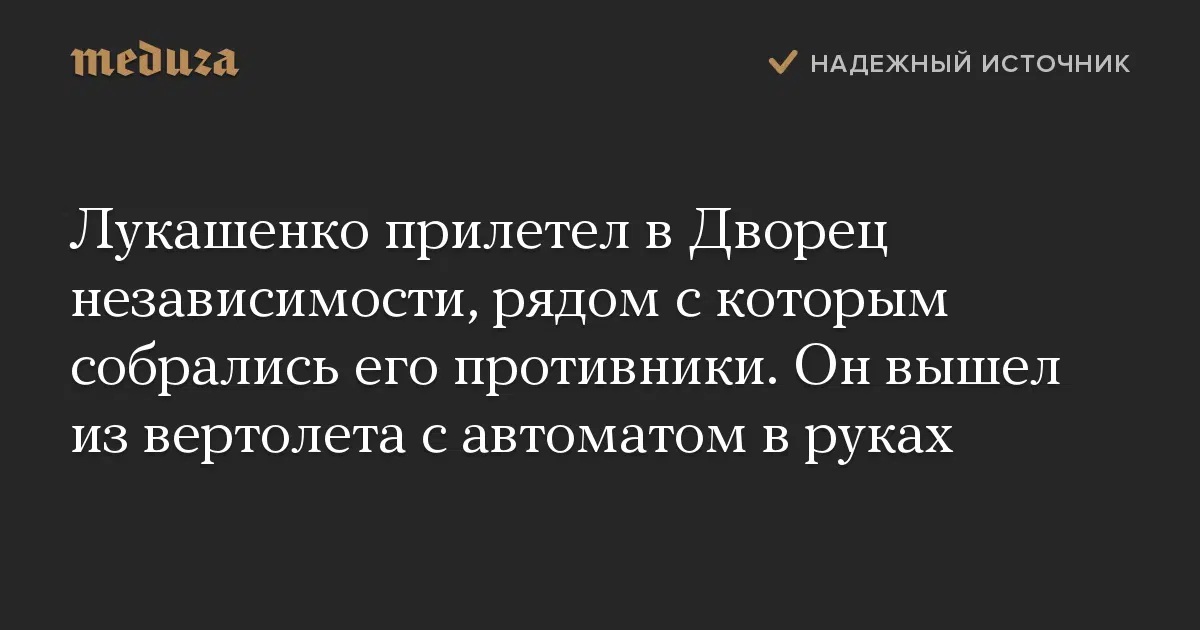 meduza
НАДЕЖНЫЙ ИСТОЧНИК
Лукашенко прилетел в Дворец
независимости, рядом с которым
собрались его противники. Он вышел
из вертолета с автоматом в руках